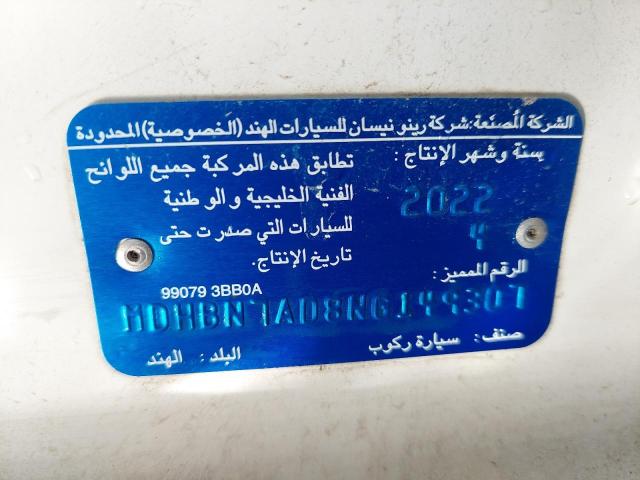 الشركة المصنعة: شركة رينو نيسان للسيارات الهند (الخصوصية) المحدودة
سنة وشهر الإنتاج:
2022
4
تطابق هذه المركبة جميع اللوائح
الفنية الخليجية والوطنية
للسيارات التي صدرت حتى
تاريخ الإنتاج.
الرقم المميز:
99079 3BB0A
صنف: سيارة ركوب
البلد: الهند